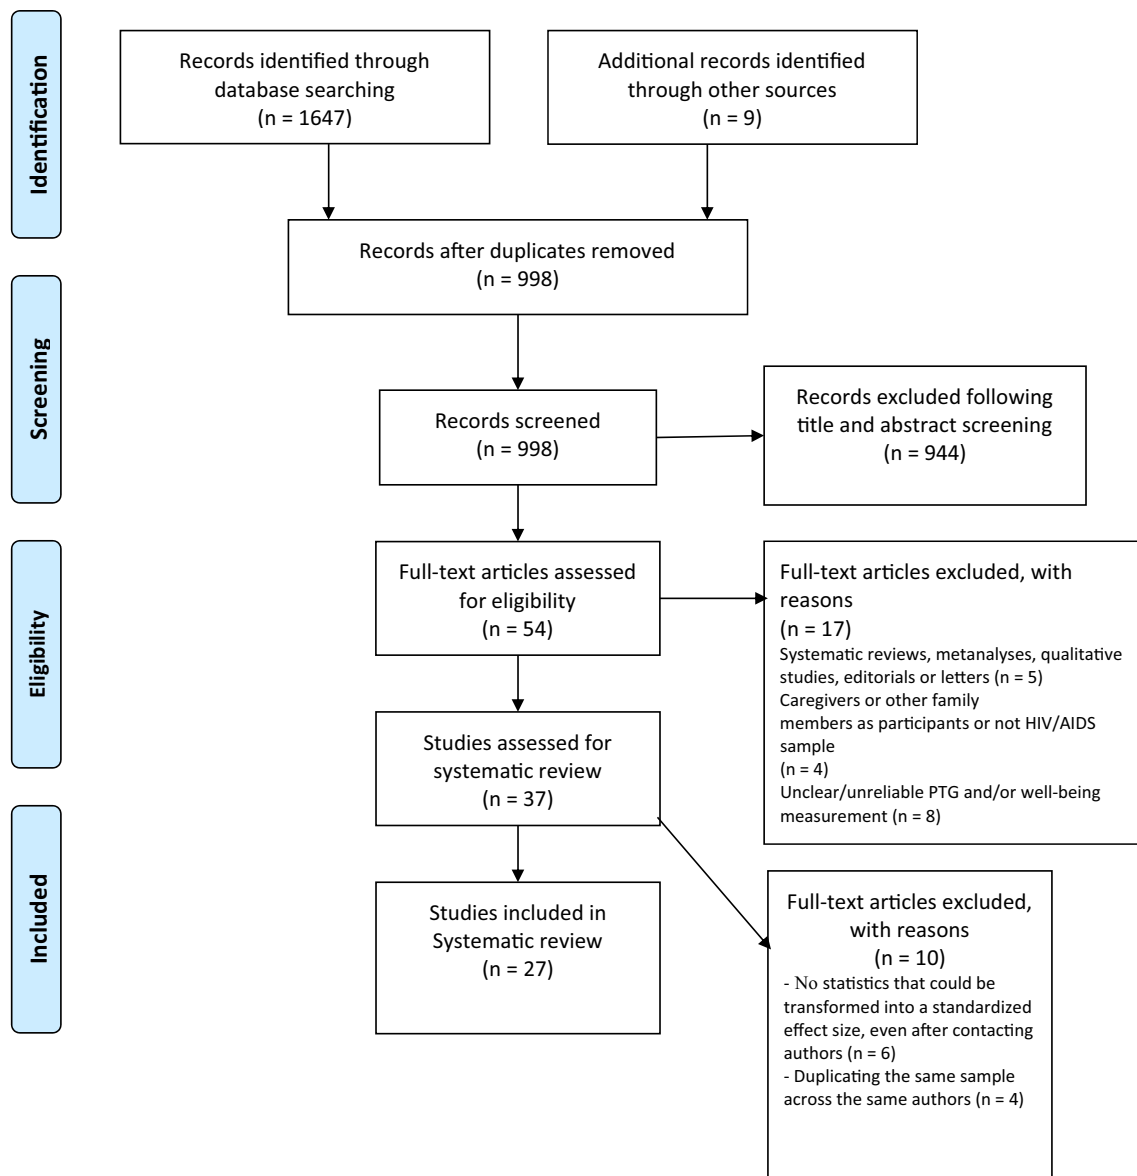 Identification
Records identified through
database searching
(n = 1647)
Additional records identified
through other sources
(n = 9)
Records after duplicates removed
(n = 998)
Screening
Records screened
(n = 998)
Records excluded following
title and abstract screening
(n = 944)
Eligibility
Full-text articles assessed
for eligibility
(n = 54)
Full-text articles excluded, with
reasons
(n = 17)
Systematic reviews, metanalyses, qualitative
studies, editorials or letters (n = 5)
Caregivers or other family
members as participants or not HIV/AIDS
sample
(n = 4)
Unclear/unreliable PTG and/or well-being
measurement (n = 8)
Studies assessed for
systematic review
(n = 37)
Included
Studies included in
Systematic review
(n = 27)
Full-text articles excluded,
with reasons
(n = 10)
- No statistics that could be
transformed into a standardized
effect size, even after contacting
authors (n = 6)
- Duplicating the same sample
across the same authors (n = 4)